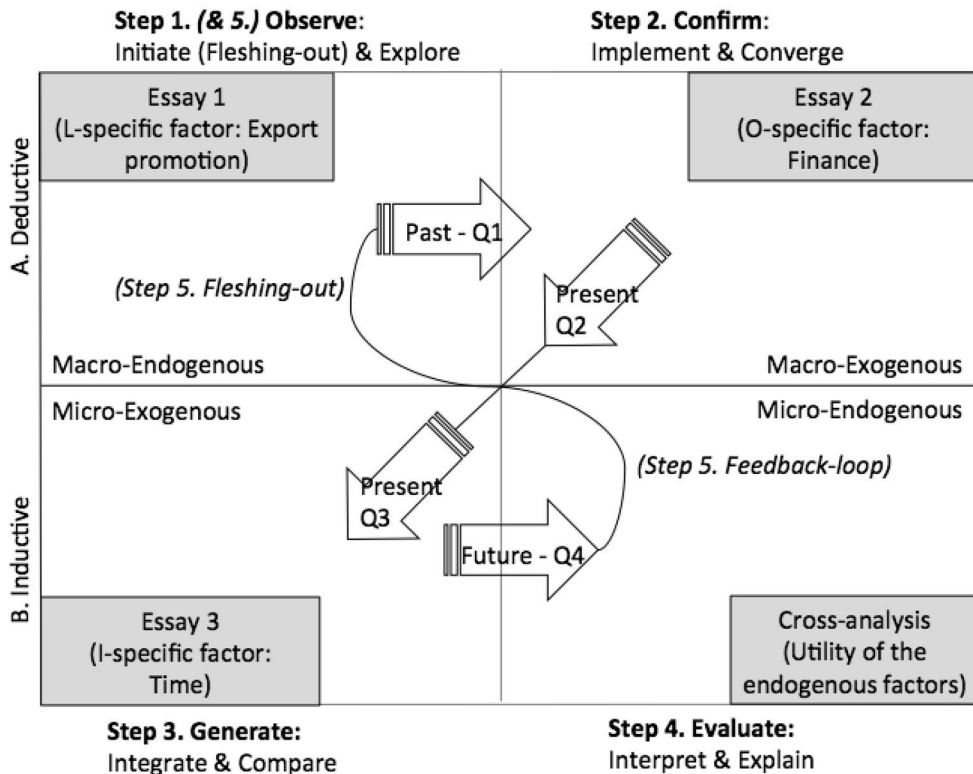 Step 1. (& 5.) Observe:
Initiate (Fleshing-out) & Explore
Step 2. Confirm:
Implement & Converge
Essay 1
(L-specific factor: Export
promotion)
Essay 2
(O-specific factor:
Finance)
A. Deductive
Past - Q1
(Step 5. Fleshing-out)
Present
Q2
Macro-Endogenous
Macro-Exogenous
Micro-Exogenous
Micro-Endogenous
(Step 5. Feedback-loop)
Present
Q3
Future - Q4
B. Inductive
Essay 3
(I-specific factor:
Time)
Cross-analysis
(Utility of the
endogenous factors)
Step 3. Generate:
Integrate & Compare
Step 4. Evaluate:
Interpret & Explain